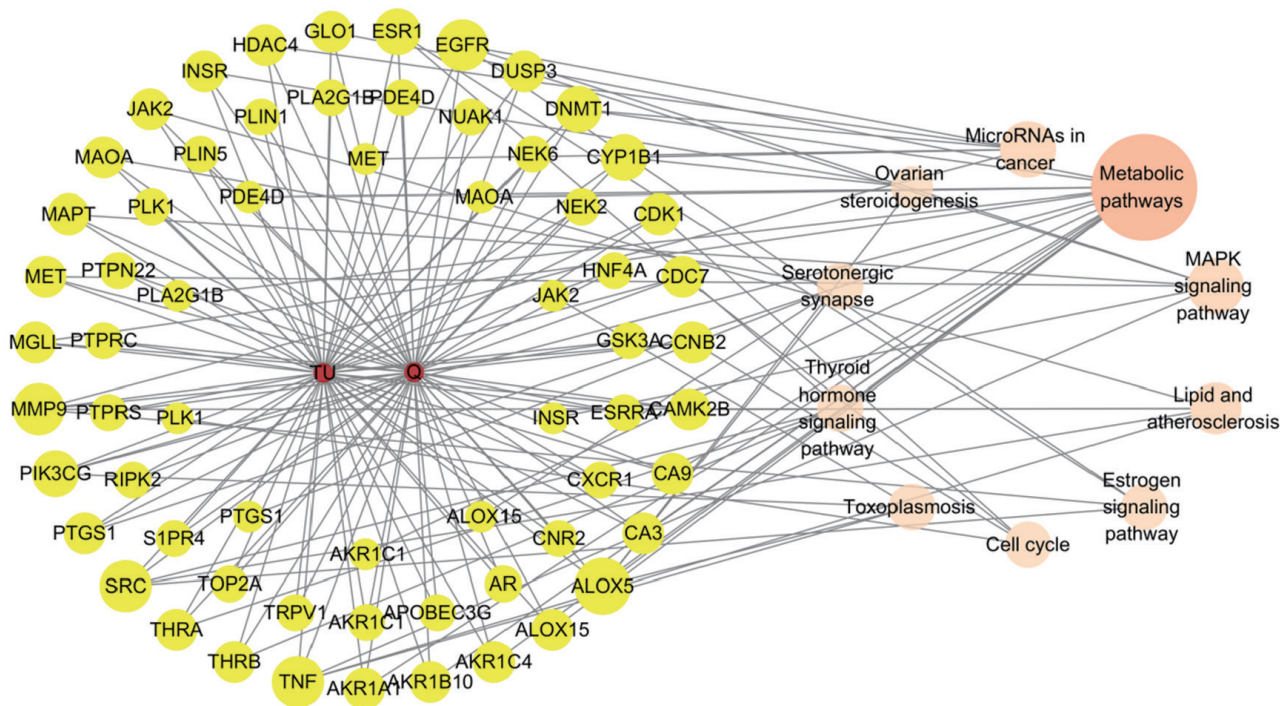 GLO1
ESR1
HDAC4
EGFR
INSR
DUSP3
JAK2
PLIN1
PLA2G1B
PDE4D
NUAK1
DNMT1
MicroRNAs in
cancer
MAOA
PLIN5
MET
NEK6
CYP1B1
Ovarian
steroidogenesis
Metabolic
pathways
MAPT
PLK1
PDE4D
MAOA
NEK2
CDK1
MET
PTPN22
PLA2G1B
JAK2
HNF4A
CDC7
Serotonergic
synapse
MAPK
signaling
pathway
MGLL
PTPRC
TU
Q
GSK3A
CCNB2
Thyroid
hormone
signaling
pathway
MMP9
PTPRS
PLK1
INSR
ESRRA
CAMK2B
Lipid and
atherosclerosis
PIK3CG
RIPK2
CXCR1
CA9
Estrogen
signaling
pathway
PTGS1
S1PR4
PTGS1
ALOX15
CNR2
CA3
Toxoplasmosis
Cell cycle
SRC
TOP2A
AKR1C1
AR
ALOX5
THRA
TRPV1
AKR1C1
APOBEC3G
ALOX15
THRB
TNF
AKR1A1
AKR1B10
AKR1C4